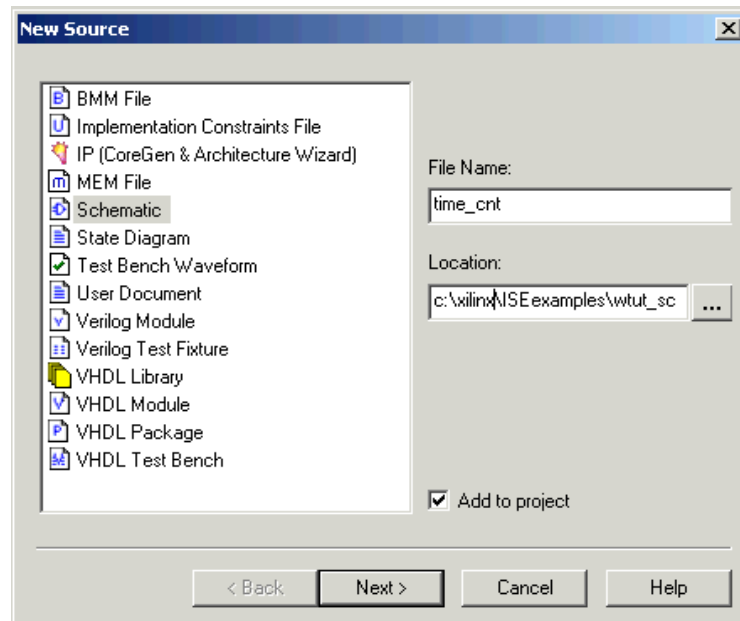 New Source
BMM File
Implementation Constraints File
IP (CoreGen & Architecture Wizard)
MEM File
Schematic
State Diagram
Test Bench Waveform
User Document
Verilog Module
Verilog Test Fixture
VHDL Library
VHDL Module
VHDL Package
VHDL Test Bench
File Name:
time_cnt
Location:
c:\xilinx\ISEexamples\wtut_sc
...
Add to project
< Back
Next >
Cancel
Help